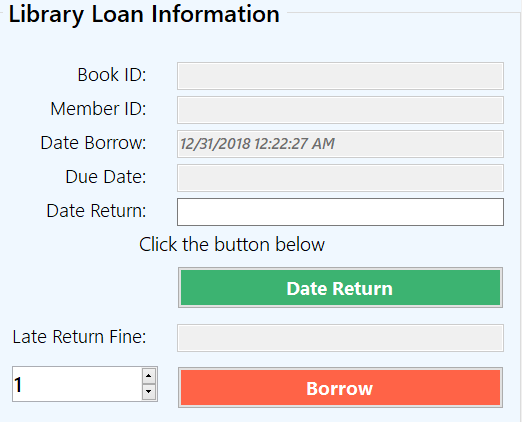 Library Loan Information
Book ID:
Member ID:
Date Borrow: 12/31/2018 12:22:27 AM
Due Date:
Date Return:
Click the button below
Date Return
Late Return Fine:
1 Borrow